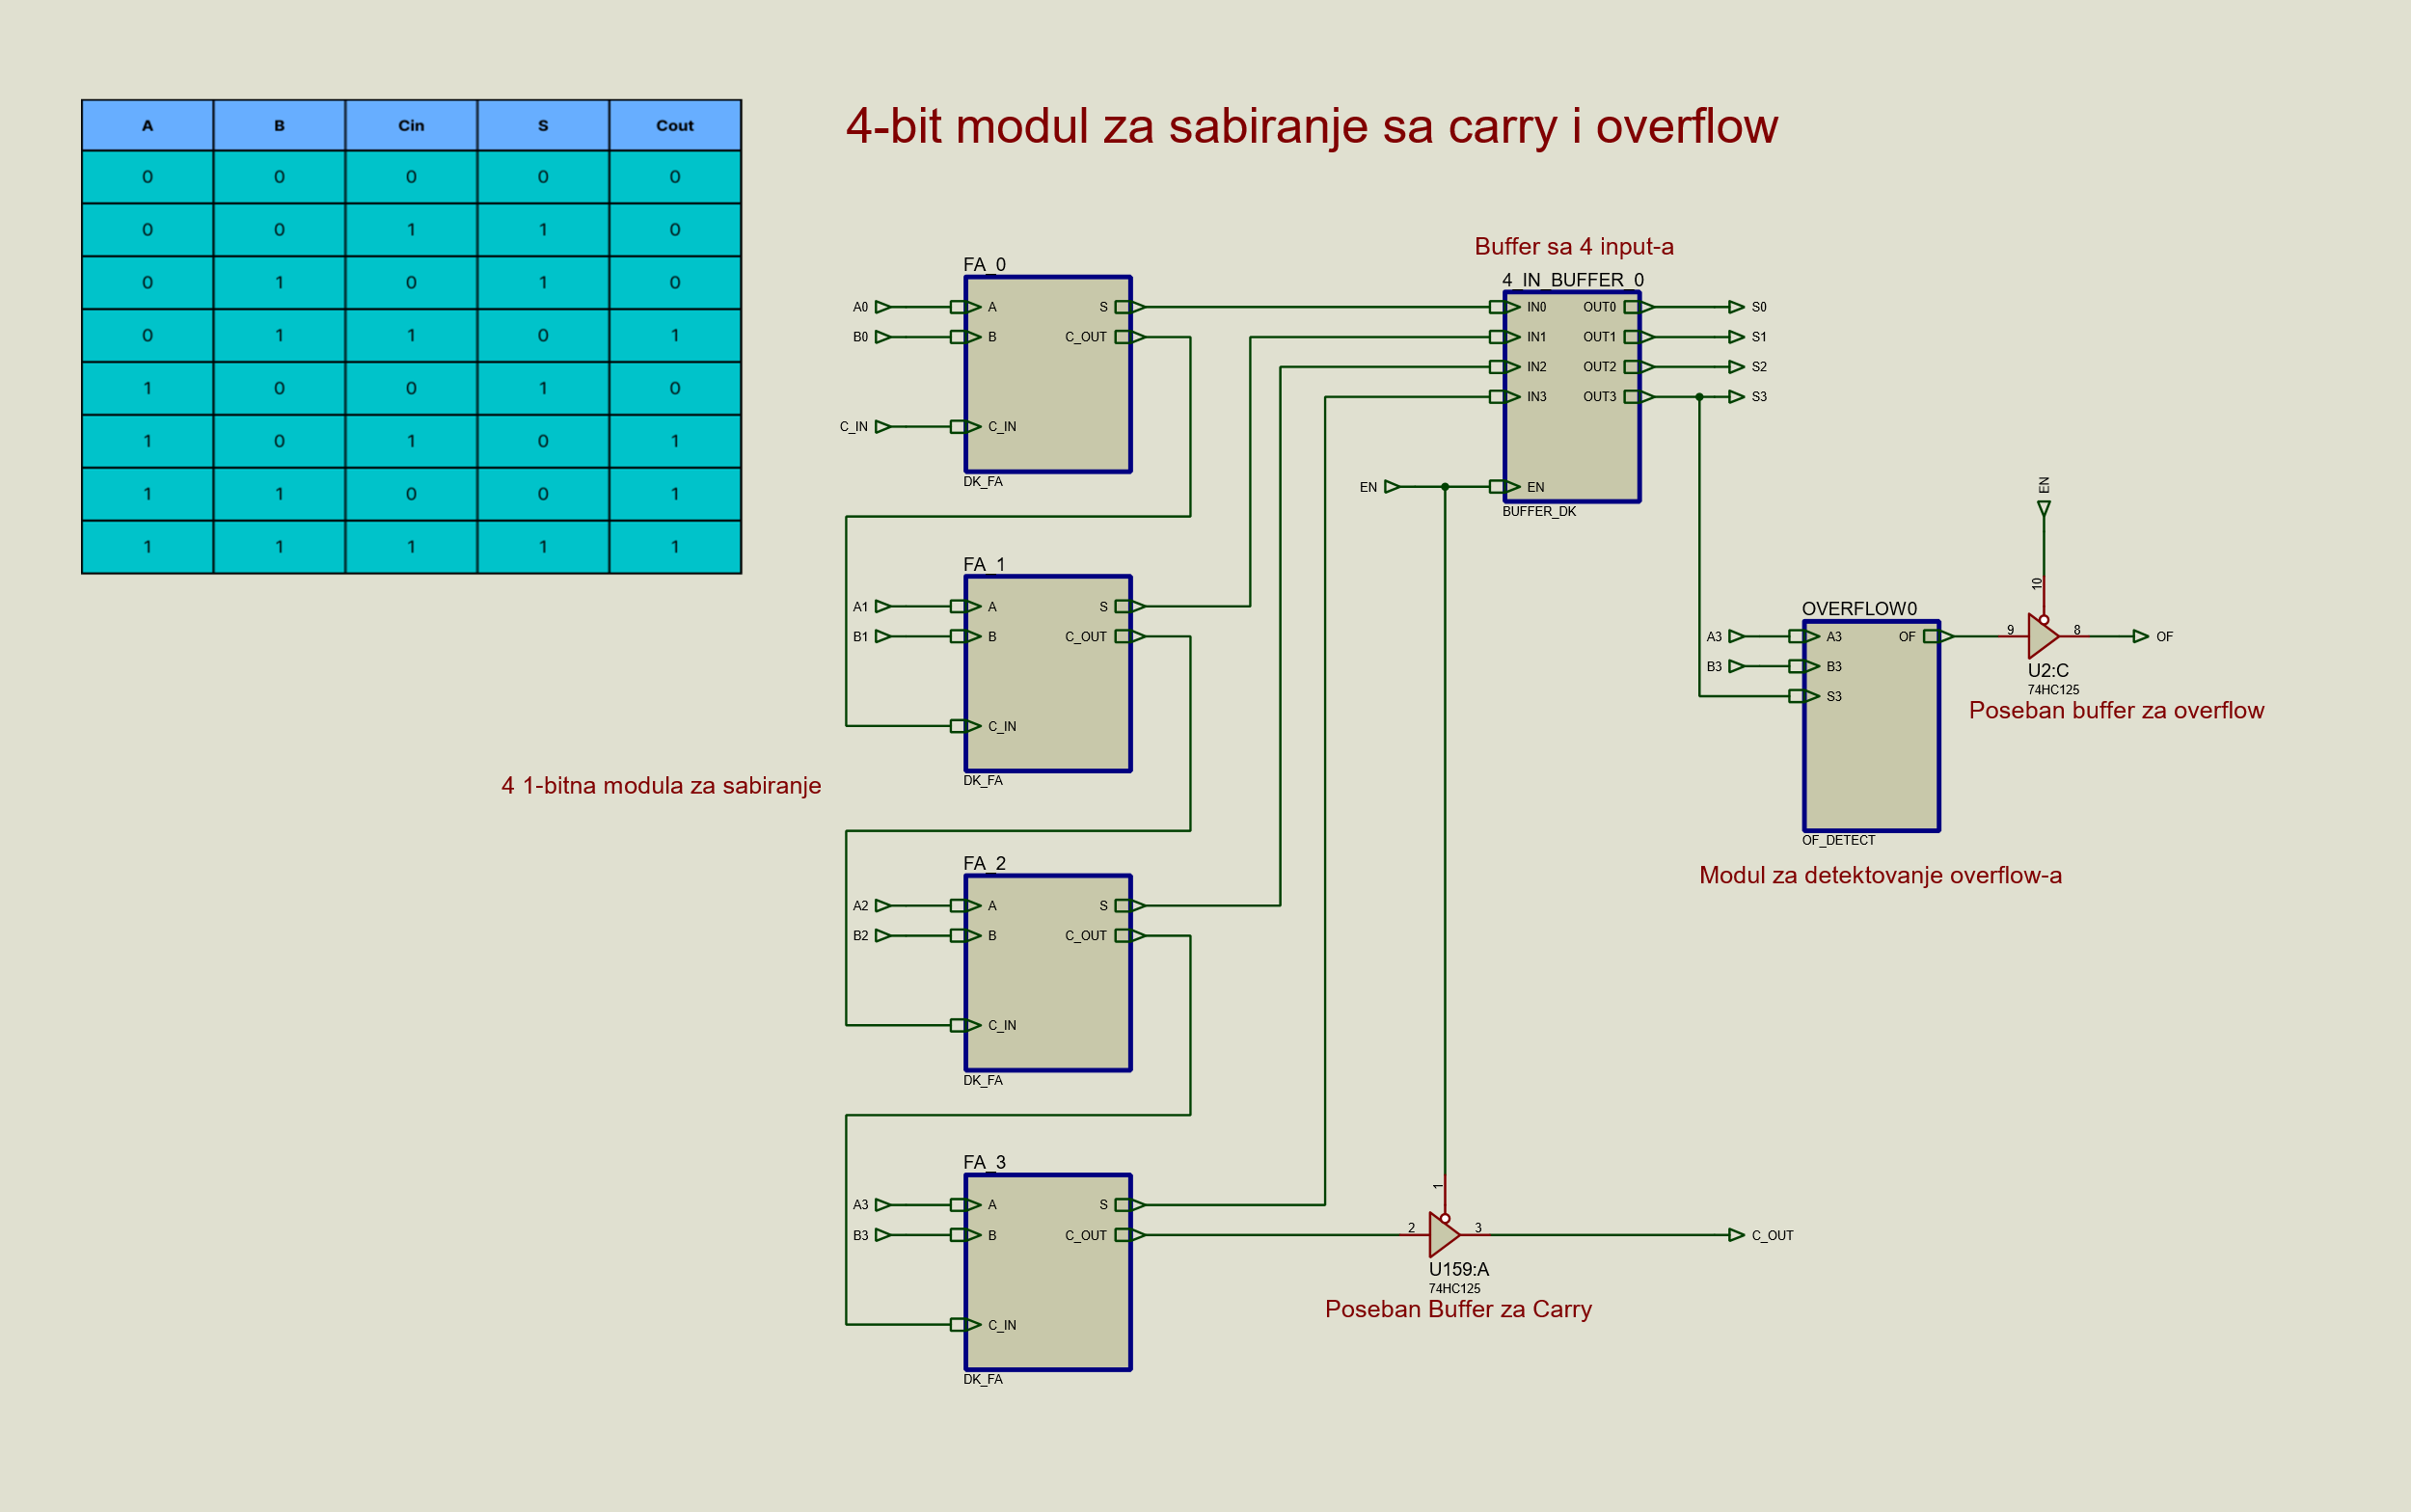 4-bit modul za sabiranje sa carry i overflow
A B Cin S Cout
0 0 0 0 0
0 0 1 1 0
0 1 0 1 0
0 1 1 0 1
1 0 0 1 0
1 0 1 0 1
1 1 0 0 1
1 1 1 1 1
FA_0
A0 A S
B0 B C_OUT
C_IN C_IN
DK_FA
FA_1
A1 A S
B1 B C_OUT
C_IN
DK_FA
4 1-bitna modula za sabiranje
FA_2
A2 A S
B2 B C_OUT
C_IN
DK_FA
FA_3
A3 A S
B3 B C_OUT
C_IN
DK_FA
Buffer sa 4 input-a
4_IN_BUFFER_0
IN0 OUT0 S0
IN1 OUT1 S1
IN2 OUT2 S2
IN3 OUT3 S3
EN EN
BUFFER_DK
1
2 3 C_OUT
U159:A
74HC125
Poseban Buffer za Carry
OVERFLOW0
A3 A3 OF
B3 B3
S3
OF_DETECT
Modul za detektovanje overflow-a
EN
10
9 8 OF
U2:C
74HC125
Poseban buffer za overflow